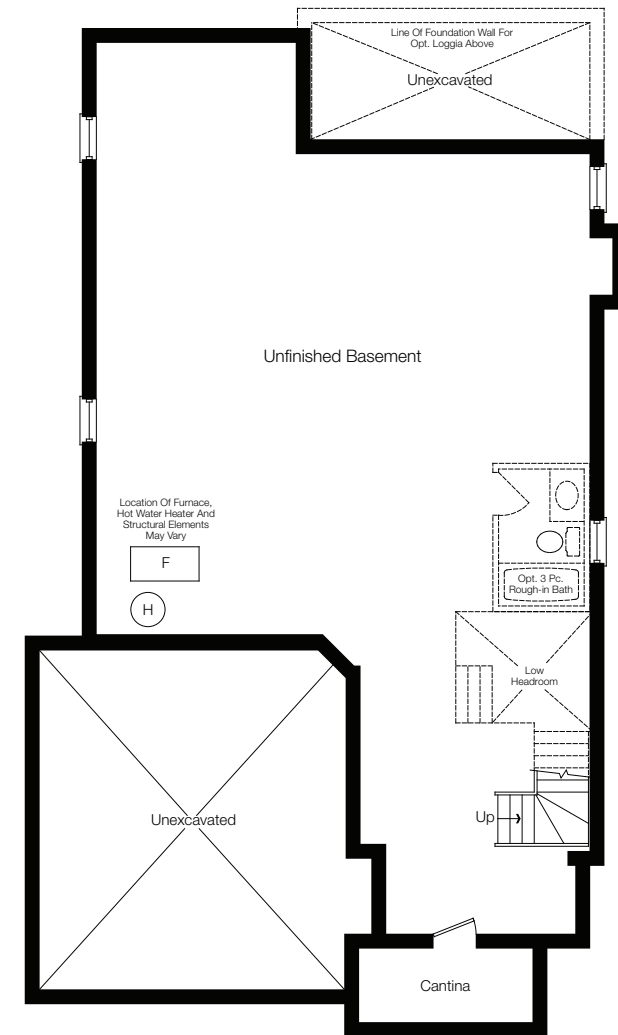 Line Of Foundation Wall For
Opt. Loggia Above
Unexcavated
Unfinished Basement
Location Of Furnace,
Hot Water Heater And
Structural Elements
May Vary
F
H
Opt. 3 Pc.
Rough-in Bath
Low
Headroom
Up
Unexcavated
Cantina